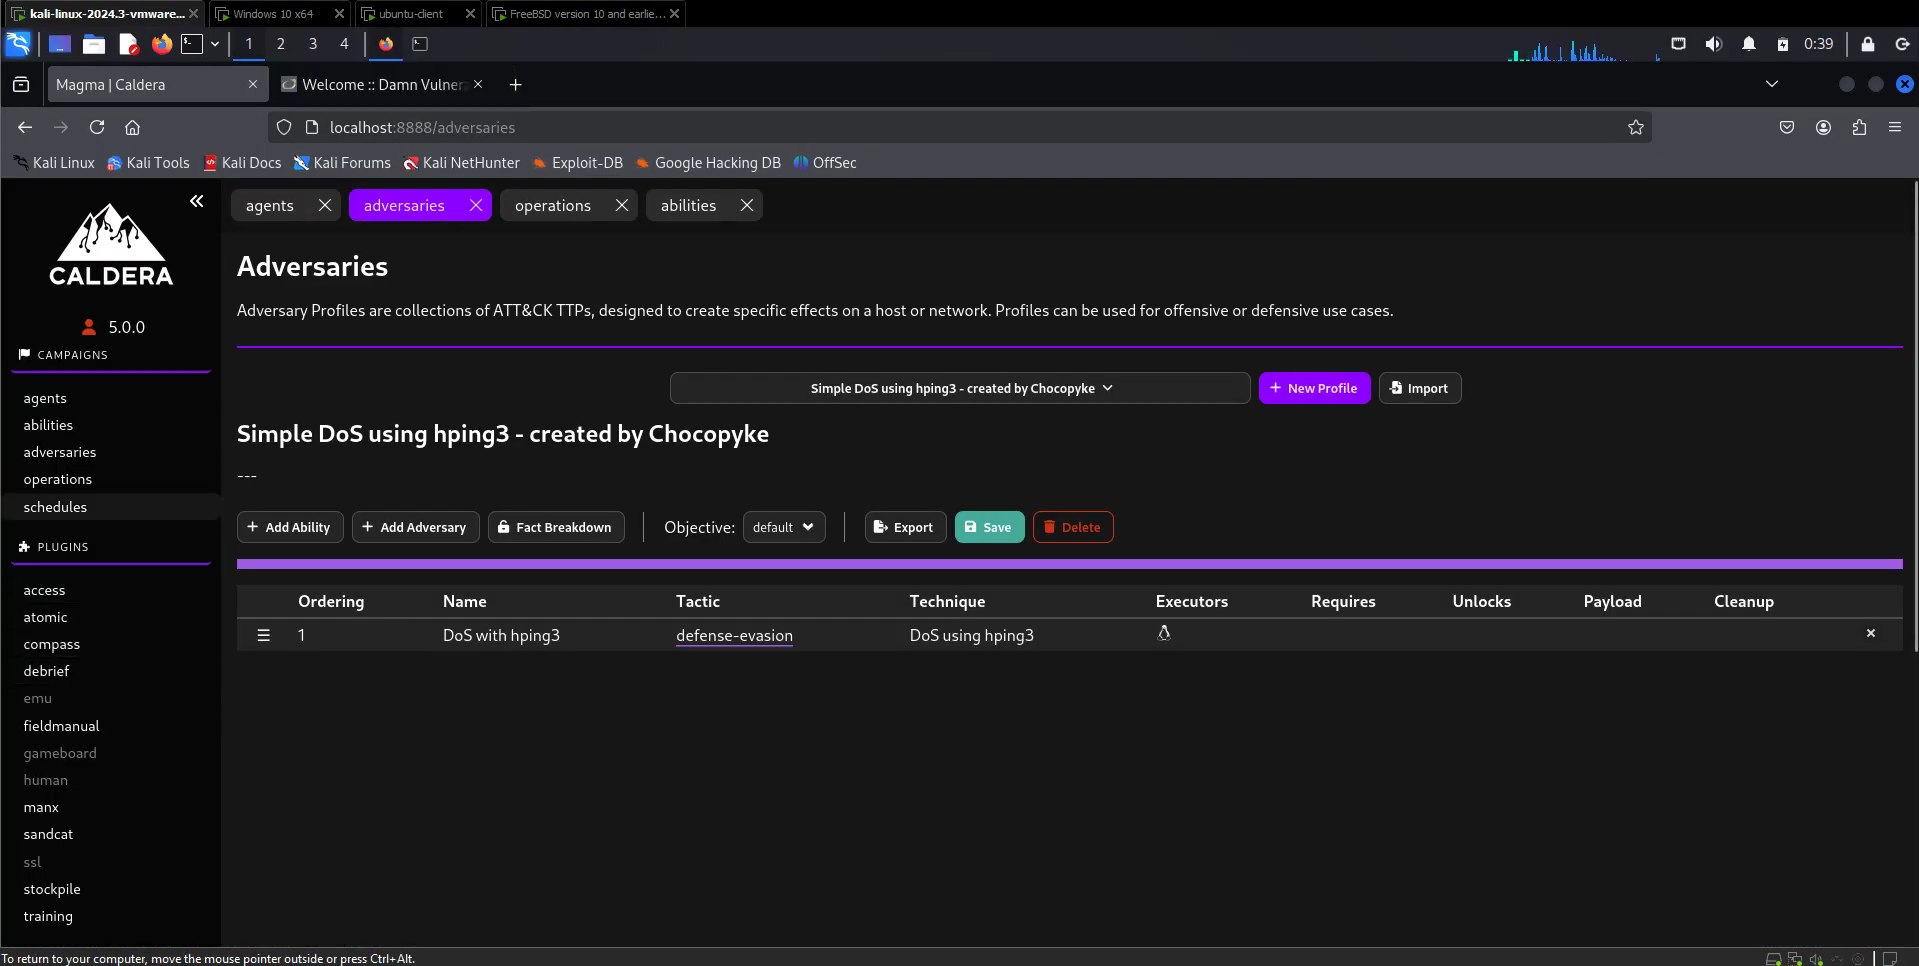 kali-linux-2024.3-vmware...
Windows 10 x64
ubuntu-client
FreeBSD version 10 and earlie...
1 2 3 4
0:39
Magma | Caldera
Welcome :: Damn Vulner
localhost:8888/adversaries
Kali Linux
Kali Tools
Kali Docs
Kali Forums
Kali NetHunter
Exploit-DB
Google Hacking DB
OffSec
CALDERA
5.0.0
CAMPAIGNS
agents
abilities
adversaries
operations
schedules
PLUGINS
access
atomic
compass
debrief
emu
fieldmanual
gameboard
human
manx
sandcat
ssl
stockpile
training
agents
adversaries
operations
abilities
Adversaries
Adversary Profiles are collections of ATT&CK TTPs, designed to create specific effects on a host or network. Profiles can be used for offensive or defensive use cases.
Simple DoS using hping3 - created by Chocopyke
+ New Profile
Import
Simple DoS using hping3 - created by Chocopyke
---
+ Add Ability
+ Add Adversary
Fact Breakdown
Objective: default
Export
Save
Delete
Ordering Name Tactic Technique Executors Requires Unlocks Payload Cleanup
1 DoS with hping3 defense-evasion DoS using hping3
To return to your computer, move the mouse pointer outside or press Ctrl+Alt.